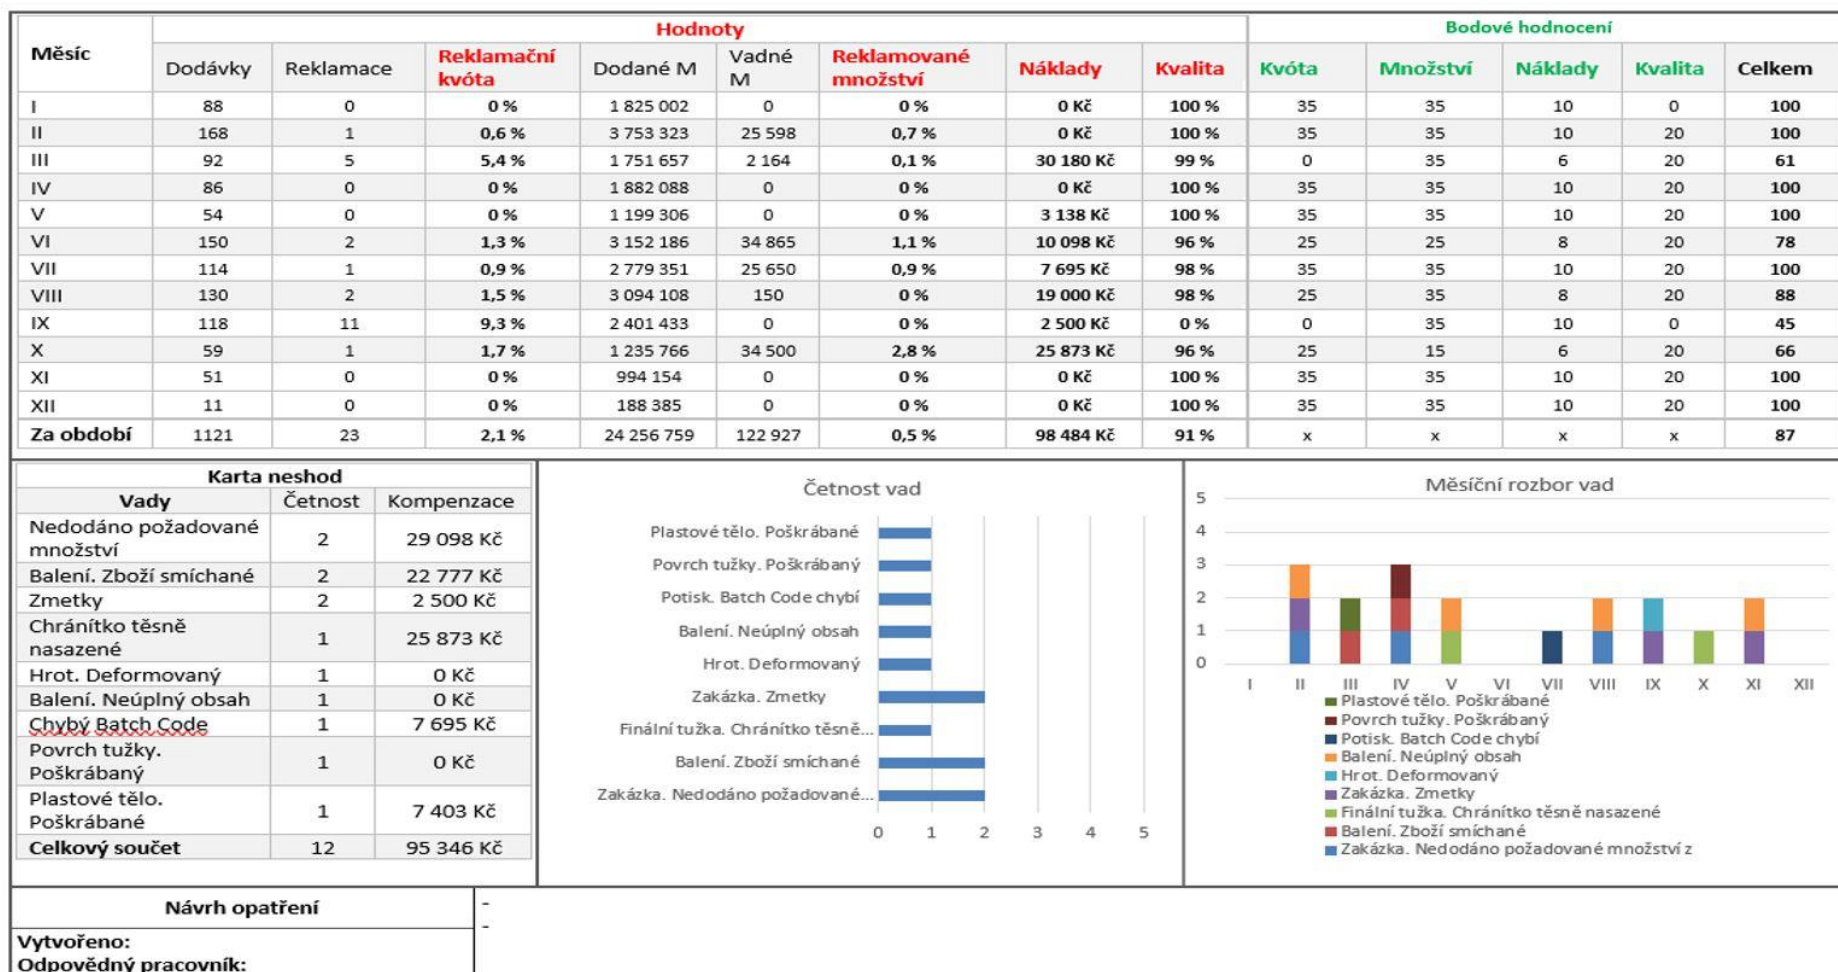 Měsíc Hodnoty Bodové hodnocení
Dodávky Reklamace Reklamační kvóta Dodané M Vadné M Reklamované množství Náklady Kvalita Kvóta Množství Náklady Kvalita Celkem
I 88 0 0 % 1 825 002 0 0 % 0 Kč 100 % 35 35 10 0 100
II 168 1 0,6 % 3 753 323 25 598 0,7 % 0 Kč 100 % 35 35 10 20 100
III 92 5 5,4 % 1 751 657 2 164 0,1 % 30 180 Kč 99 % 0 35 6 20 61
IV 86 0 0 % 1 882 088 0 0 % 0 Kč 100 % 35 35 10 20 100
V 54 0 0 % 1 199 306 0 0 % 3 138 Kč 100 % 35 35 10 20 100
VI 150 2 1,3 % 3 152 186 34 865 1,1 % 10 098 Kč 96 % 25 25 8 20 78
VII 114 1 0,9 % 2 779 351 25 650 0,9 % 7 695 Kč 98 % 35 35 10 20 100
VIII 130 2 1,5 % 3 094 108 150 0 % 19 000 Kč 98 % 25 35 8 20 88
IX 118 11 9,3 % 2 401 433 0 0 % 2 500 Kč 0 % 0 35 10 0 45
X 59 1 1,7 % 1 235 766 34 500 2,8 % 25 873 Kč 96 % 25 15 6 20 66
XI 51 0 0 % 994 154 0 0 % 0 Kč 100 % 35 35 10 20 100
XII 11 0 0 % 188 385 0 0 % 0 Kč 100 % 35 35 10 20 100
Za období 1121 23 2,1 % 24 256 759 122 927 0,5 % 98 484 Kč 91 % x x x x 87
Karta neshod
Vady Četnost Kompenzace
Nedodáno požadované
množství 2 29 098 Kč
Balení. Zboží smíchané 2 22 777 Kč
Zmetky 2 2 500 Kč
Chránítko těsně
nasazené 1 25 873 Kč
Hrot. Deformovaný 1 0 Kč
Balení. Neúplný obsah 1 0 Kč
Chybý Batch Code 1 7 695 Kč
Povrch tužky.
Poškrábaný 1 0 Kč
Plastové tělo.
Poškrábané 1 7 403 Kč
Celkový součet 12 95 346 Kč
Četnost vad
Plastové tělo. Poškrábané
Povrch tužky. Poškrábaný
Potisk. Batch Code chybí
Balení. Neúplný obsah
Hrot. Deformovaný
Zakázka. Zmetky
Finální tužka. Chránítko těsně...
Balení. Zboží smíchané
Zakázka. Nedodáno požadované...
0 1 2 3 4 5
Měsíční rozbor vad
5
4
3
2
1
0
I II III IV V VI VII VIII IX X XI XII
Plastové tělo. Poškrábané
Povrch tužky. Poškrábaný
Potisk. Batch Code chybí
Balení. Neúplný obsah
Hrot. Deformovaný
Zakázka. Zmetky
Finální tužka. Chránítko těsně nasazené
Balení. Zboží smíchané
Zakázka. Nedodáno požadované množství z
Návrh opatření -
-
Vytvořeno:
Odpovědný pracovník: